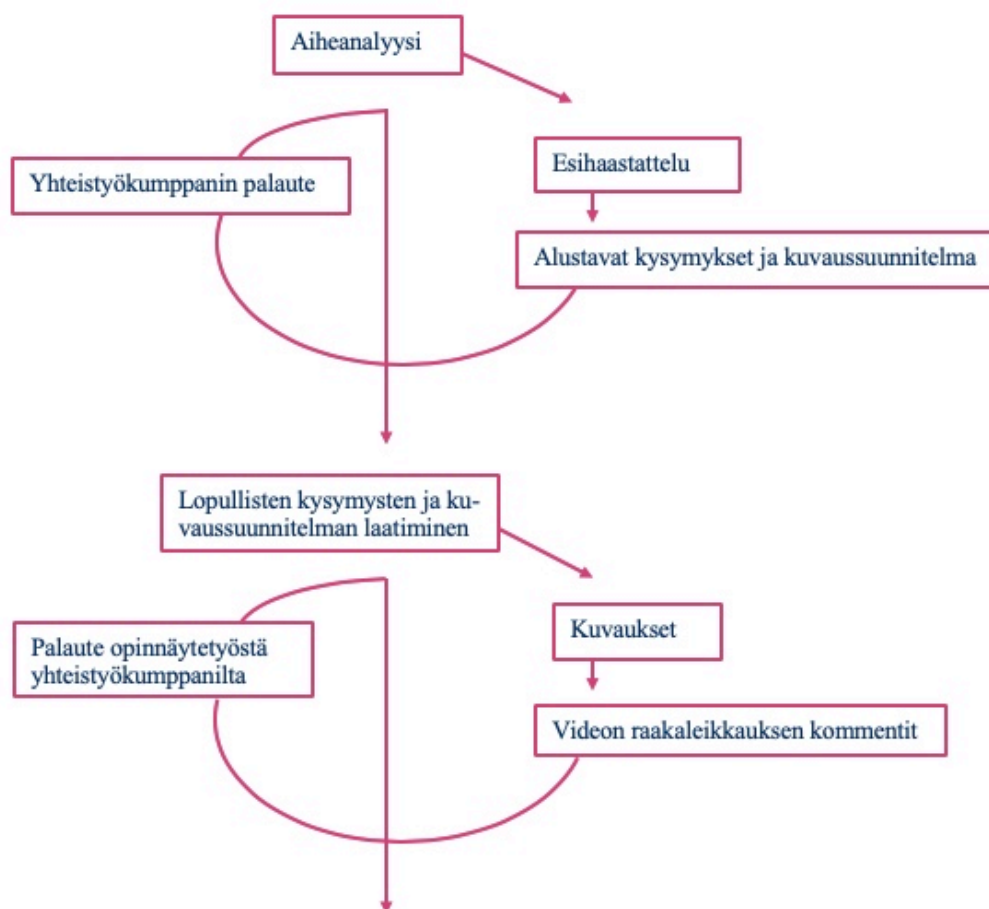 Aiheanalyysi
Esihaastattelu
Yhteistyökumppanin palaute
Alustavat kysymykset ja kuvaussuunnitelma
Lopullisten kysymysten ja ku-
vaussuunnitelman laatiminen
Kuvaukset
Palaute opinnäytetyöstä
yhteistyökumppanilta
Videon raakaleikkauksen kommentit